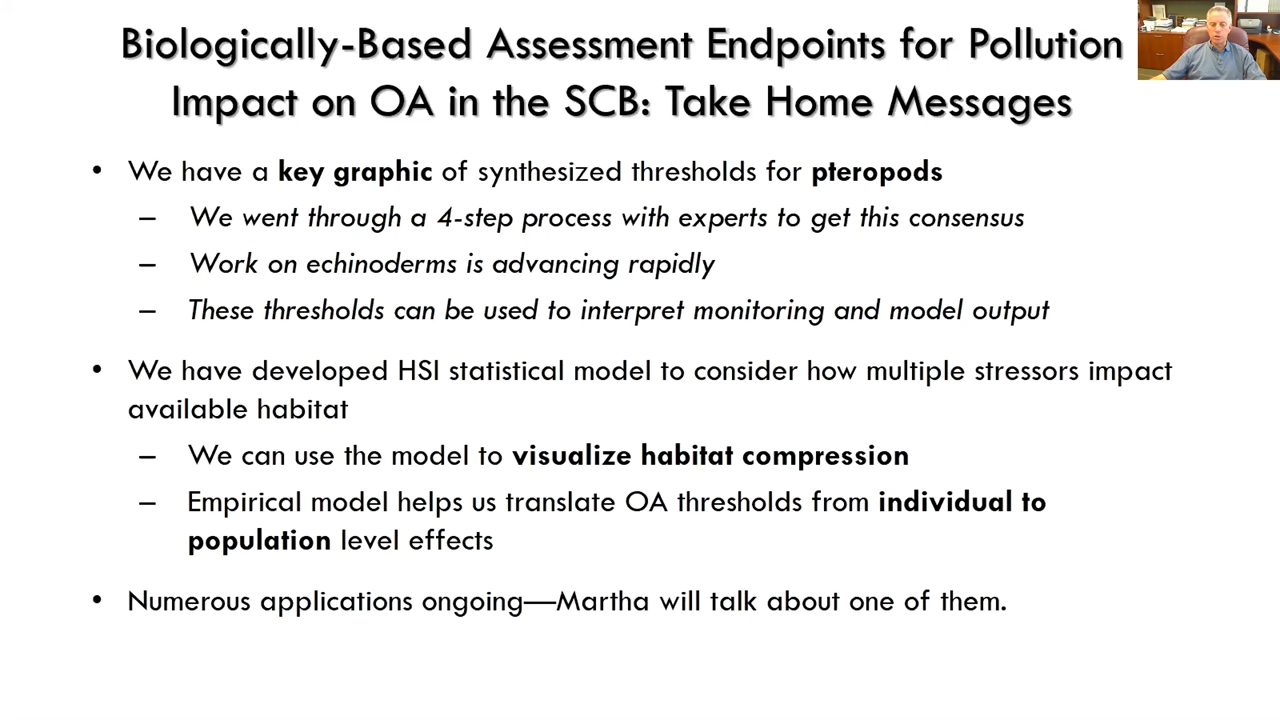 Biologically-Based Assessment Endpoints for Pollution
Impact on OA in the SCB: Take Home Messages
• We have a key graphic of synthesized thresholds for pteropods
– We went through a 4-step process with experts to get this consensus
– Work on echinoderms is advancing rapidly
– These thresholds can be used to interpret monitoring and model output
• We have developed HSI statistical model to consider how multiple stressors impact
available habitat
– We can use the model to visualize habitat compression
– Empirical model helps us translate OA thresholds from individual to
population level effects
• Numerous applications ongoing—Martha will talk about one of them.